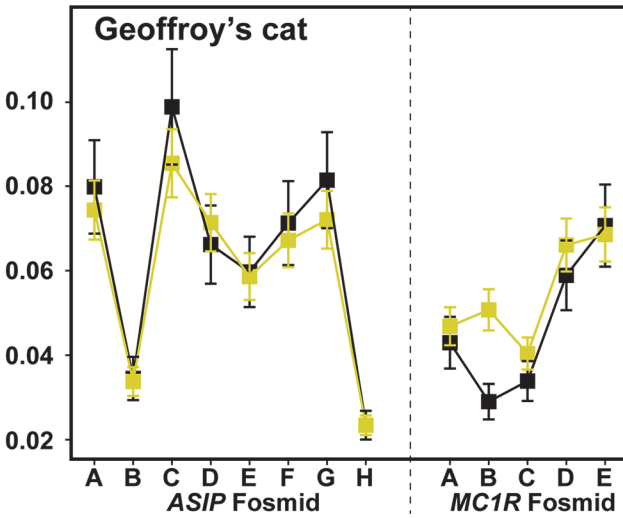 Geoffroy's cat
0.10
0.08
0.06
0.04
0.02
A B C D E F G H A B C D E
ASIP Fosmid MC1R Fosmid